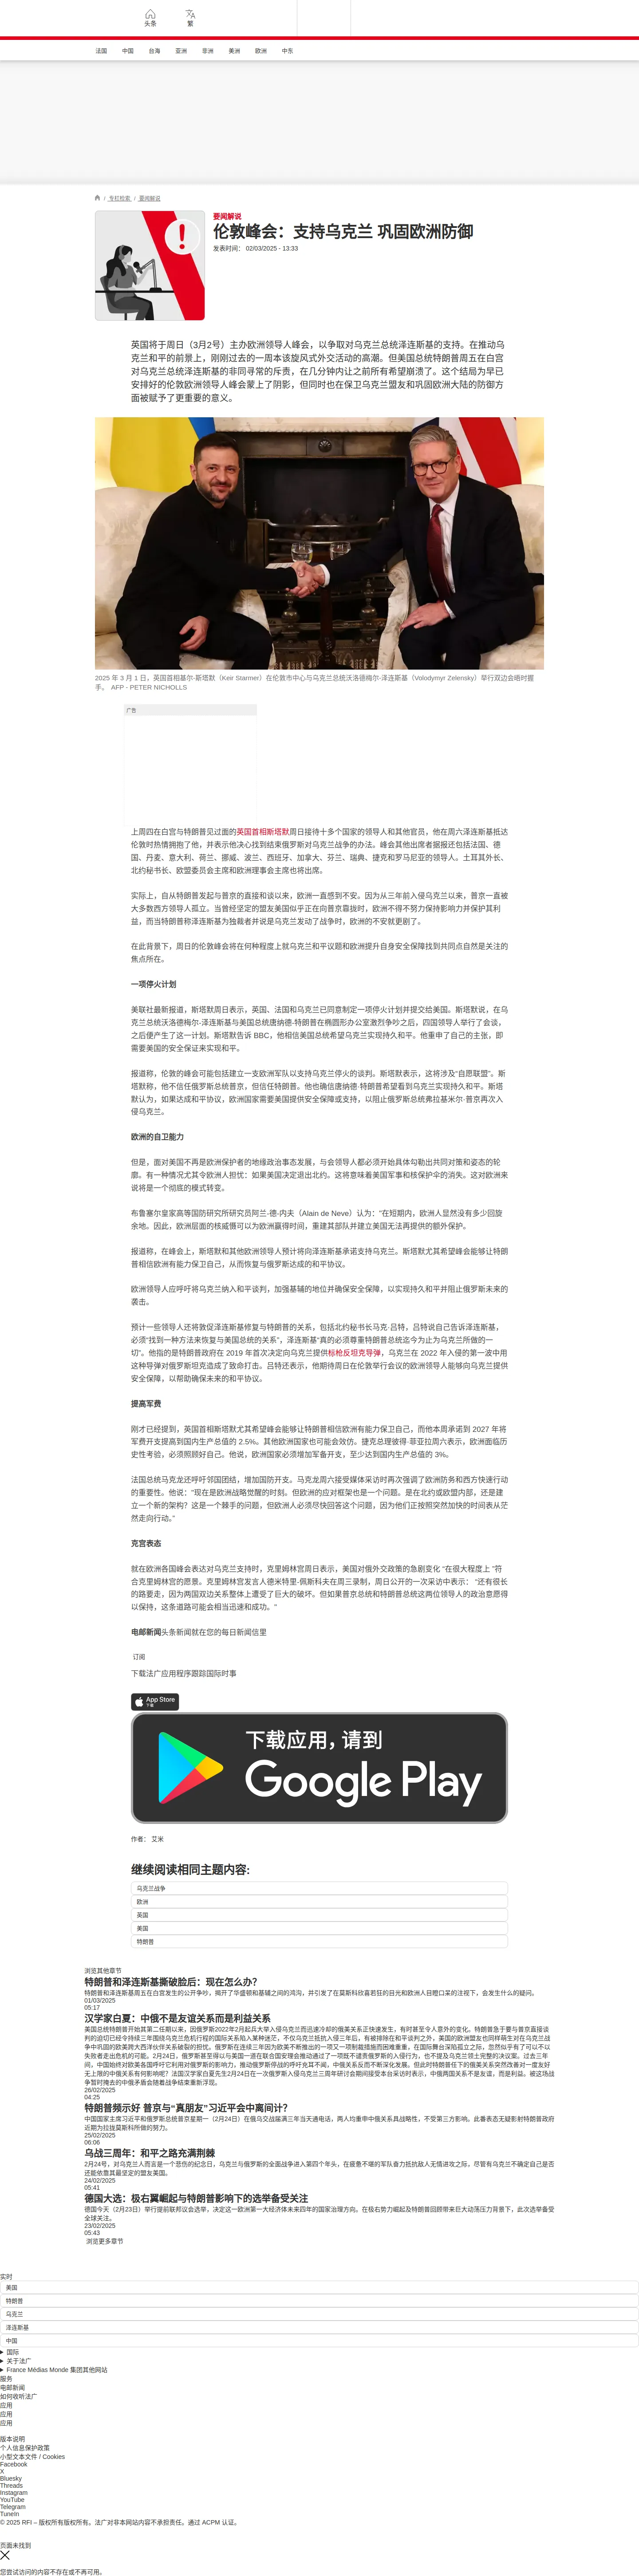 头条
繁
法国 中国 台海 亚洲 非洲 美洲 欧洲 中东
/ 专栏检索 / 要闻解说
要闻解说
伦敦峰会：支持乌克兰 巩固欧洲防御
发表时间： 02/03/2025 - 13:33
英国将于周日（3月2号）主办欧洲领导人峰会，以争取对乌克兰总统泽连斯基的支持。在推动乌
克兰和平的前景上，刚刚过去的一周本该旋风式外交活动的高潮。但美国总统特朗普周五在白宫
对乌克兰总统泽连斯基的非同寻常的斥责，在几分钟内让之前所有希望崩溃了。这个结局为早已
安排好的伦敦欧洲领导人峰会蒙上了阴影，但同时也在保卫乌克兰盟友和巩固欧洲大陆的防御方
面被赋予了更重要的意义。
2025 年 3 月 1 日，英国首相基尔·斯塔默（Keir Starmer）在伦敦市中心与乌克兰总统沃洛德梅尔-泽连斯基（Volodymyr Zelensky）举行双边会晤时握
手。 AFP - PETER NICHOLLS
广告
上周四在白宫与特朗普见过面的英国首相斯塔默周日接待十多个国家的领导人和其他官员，他在周六泽连斯基抵达
伦敦时热情拥抱了他，并表示他决心找到结束俄罗斯对乌克兰战争的办法。峰会其他出席者据报还包括法国、德
国、丹麦、意大利、荷兰、挪威、波兰、西班牙、加拿大、芬兰、瑞典、捷克和罗马尼亚的领导人。土耳其外长、
北约秘书长、欧盟委员会主席和欧洲理事会主席也将出席。
实际上，自从特朗普发起与普京的直接和谈以来，欧洲一直感到不安。因为从三年前入侵乌克兰以来，普京一直被
大多数西方领导人孤立。当曾经坚定的盟友美国似乎正在向普京靠拢时，欧洲不得不努力保持影响力并保护其利
益，而当特朗普称泽连斯基为独裁者并说是乌克兰发动了战争时，欧洲的不安就更剧了。
在此背景下，周日的伦敦峰会将在何种程度上就乌克兰和平议题和欧洲提升自身安全保障找到共同点自然是关注的
焦点所在。
一项停火计划
美联社最新报道，斯塔默周日表示，英国、法国和乌克兰已同意制定一项停火计划并提交给美国。斯塔默说，在乌
克兰总统沃洛德梅尔-泽连斯基与美国总统唐纳德-特朗普在椭圆形办公室激烈争吵之后，四国领导人举行了会谈，
之后便产生了这一计划。斯塔默告诉 BBC，他相信美国总统希望乌克兰实现持久和平。他重申了自己的主张，即
需要美国的安全保证来实现和平。
报道称，伦敦的峰会可能包括建立一支欧洲军队以支持乌克兰停火的谈判。斯塔默表示，这将涉及“自愿联盟”。斯
塔默称，他不信任俄罗斯总统普京，但信任特朗普。他也确信唐纳德·特朗普希望看到乌克兰实现持久和平。斯塔
默认为，如果达成和平协议，欧洲国家需要美国提供安全保障或支持，以阻止俄罗斯总统弗拉基米尔·普京再次入
侵乌克兰。
欧洲的自卫能力
但是，面对美国不再是欧洲保护者的地缘政治事态发展，与会领导人都必须开始具体勾勒出共同对策和姿态的轮
廓。有一种情况尤其令欧洲人担忧：如果美国决定退出北约。这将意味着美国军事和核保护伞的消失。这对欧洲来
说将是一个彻底的模式转变。
布鲁塞尔皇家高等国防研究所研究员阿兰-德-内夫（Alain de Neve）认为：“在短期内，欧洲人显然没有多少回旋
余地。因此，欧洲层面的核威慑可以为欧洲赢得时间，重建其部队并建立美国无法再提供的额外保护。
报道称，在峰会上，斯塔默和其他欧洲领导人预计将向泽连斯基承诺支持乌克兰。斯塔默尤其希望峰会能够让特朗
普相信欧洲有能力保卫自己，从而恢复与俄罗斯达成的和平协议。
欧洲领导人应呼吁将乌克兰纳入和平谈判，加强基辅的地位并确保安全保障，以实现持久和平并阻止俄罗斯未来的
袭击。
预计一些领导人还将敦促泽连斯基修复与特朗普的关系，包括北约秘书长马克·吕特，吕特说自己告诉泽连斯基，
必须“找到一种方法来恢复与美国总统的关系”，泽连斯基“真的必须尊重特朗普总统迄今为止为乌克兰所做的一
切”。他指的是特朗普政府在 2019 年首次决定向乌克兰提供标枪反坦克导弹，乌克兰在 2022 年入侵的第一波中用
这种导弹对俄罗斯坦克造成了致命打击。吕特还表示，他期待周日在伦敦举行会议的欧洲领导人能够向乌克兰提供
安全保障，以帮助确保未来的和平协议。
提高军费
刚才已经提到，英国首相斯塔默尤其希望峰会能够让特朗普相信欧洲有能力保卫自己，而他本周承诺到 2027 年将
军费开支提高到国内生产总值的 2.5%。其他欧洲国家也可能会效仿。捷克总理彼得·菲亚拉周六表示，欧洲面临历
史性考验，必须照顾好自己。他说，欧洲国家必须增加军备开支，至少达到国内生产总值的 3%。
法国总统马克龙还呼吁邻国团结，增加国防开支。马克龙周六接受媒体采访时再次强调了欧洲防务和西方快速行动
的重要性。他说：“现在是欧洲战略觉醒的时刻。但欧洲的应对框架也是一个问题。是在北约或欧盟内部，还是建
立一个新的架构？这是一个棘手的问题，但欧洲人必须尽快回答这个问题，因为他们正按照突然加快的时间表从茫
然走向行动。”
克宫表态
就在欧洲各国峰会表达对乌克兰支持时，克里姆林宫周日表示，美国对俄外交政策的急剧变化 “在很大程度上 ”符
合克里姆林宫的愿景。克里姆林宫发言人德米特里-佩斯科夫在周三录制，周日公开的一次采访中表示： “还有很长
的路要走，因为两国双边关系整体上遭受了巨大的破坏。但如果普京总统和特朗普总统这两位领导人的政治意愿得
以保持，这条道路可能会相当迅速和成功。"
电邮新闻头条新闻就在您的每日新闻信里
订阅
下载法广应用程序跟踪国际时事
App Store
下载
下载应用，请到
Google Play
作者： 艾米
继续阅读相同主题内容:
乌克兰战争
欧洲
英国
美国
特朗普
浏览其他章节
特朗普和泽连斯基撕破脸后：现在怎么办？
特朗普和泽连斯基周五在白宫发生的公开争吵，揭开了华盛顿和基辅之间的鸿沟，并引发了在莫斯科欣喜若狂的目光和欧洲人目瞪口呆的注视下，会发生什么的疑问。
01/03/2025
05:17
汉学家白夏：中俄不是友谊关系而是利益关系
美国总统特朗普开始其第二任期以来，因俄罗斯2022年2月起兵大举入侵乌克兰而迅速冷却的俄美关系正快速发生，有时甚至令人意外的变化。特朗普急于要与普京直接谈
判的迫切已经令持续三年围绕乌克兰危机行程的国际关系陷入某种迷茫，不仅乌克兰抵抗入侵三年后，有被排除在和平谈判之外，美国的欧洲盟友也同样萌生对在乌克兰战
争中巩固的欧美跨大西洋伙伴关系破裂的担忧。俄罗斯在连续三年因为欧美不断推出的一项又一项制裁措施而困难重重，在国际舞台深陷孤立之际，忽然似乎有了可以不以
失败者走出危机的可能。2月24日，俄罗斯甚至得以与美国一道在联合国安理会推动通过了一项既不谴责俄罗斯的入侵行为，也不提及乌克兰领土完整的决议案。过去三年
间，中国始终对欧美各国呼吁它利用对俄罗斯的影响力，推动俄罗斯停战的呼吁充耳不闻，中俄关系反而不断深化发展。但此时特朗普任下的俄美关系突然改善对一度友好
无上限的中俄关系有何影响呢？法国汉学家白夏先生2月24日在一次俄罗斯入侵乌克兰三周年研讨会期间接受本台采访时表示，中俄两国关系不是友谊，而是利益。被这场战
争暂时掩去的中俄矛盾会随着战争结束重新浮现。
26/02/2025
04:25
特朗普频示好 普京与“真朋友”习近平会中离间计？
中国国家主席习近平和俄罗斯总统普京星期一（2月24日）在俄乌交战届满三年当天通电话，两人均重申中俄关系具战略性，不受第三方影响。此番表态无疑影射特朗普政府
近期为拉拢莫斯科所做的努力。
25/02/2025
06:06
乌战三周年：和平之路充满荆棘
2月24号，对乌克兰人而言是一个悲伤的纪念日，乌克兰与俄罗斯的全面战争进入第四个年头，在疲惫不堪的军队奋力抵抗敌人无情进攻之际，尽管有乌克兰不确定自己是否
还能依靠其最坚定的盟友美国。
24/02/2025
05:41
德国大选：极右翼崛起与特朗普影响下的选举备受关注
德国今天（2月23日）举行提前联邦议会选举，决定这一欧洲第一大经济体未来四年的国家治理方向。在极右势力崛起及特朗普回归带来巨大动荡压力背景下，此次选举备受
全球关注。
23/02/2025
05:43
浏览更多章节
实时
美国
特朗普
乌克兰
泽连斯基
中国
国际
关于法广
France Médias Monde 集团其他网站
服务
电邮新闻
如何收听法广
应用
应用
应用
版本说明
个人信息保护政策
小型文本文件 / Cookies
Facebook
X
Bluesky
Threads
Instagram
YouTube
Telegram
TuneIn
© 2025 RFI – 版权所有版权所有。法广对非本网站内容不承担责任。通过 ACPM 认证。
页面未找到
您尝试访问的内容不存在或不再可用。